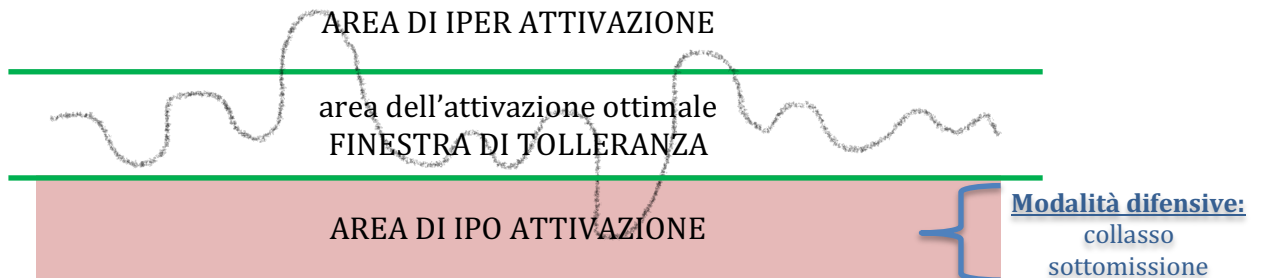 AREA DI IPER ATTIVAZIONE
area dell'attivazione ottimale
FINESTRA DI TOLLERANZA
AREA DI IPO ATTIVAZIONE
Modalità difensive:
collasso
sottomissione